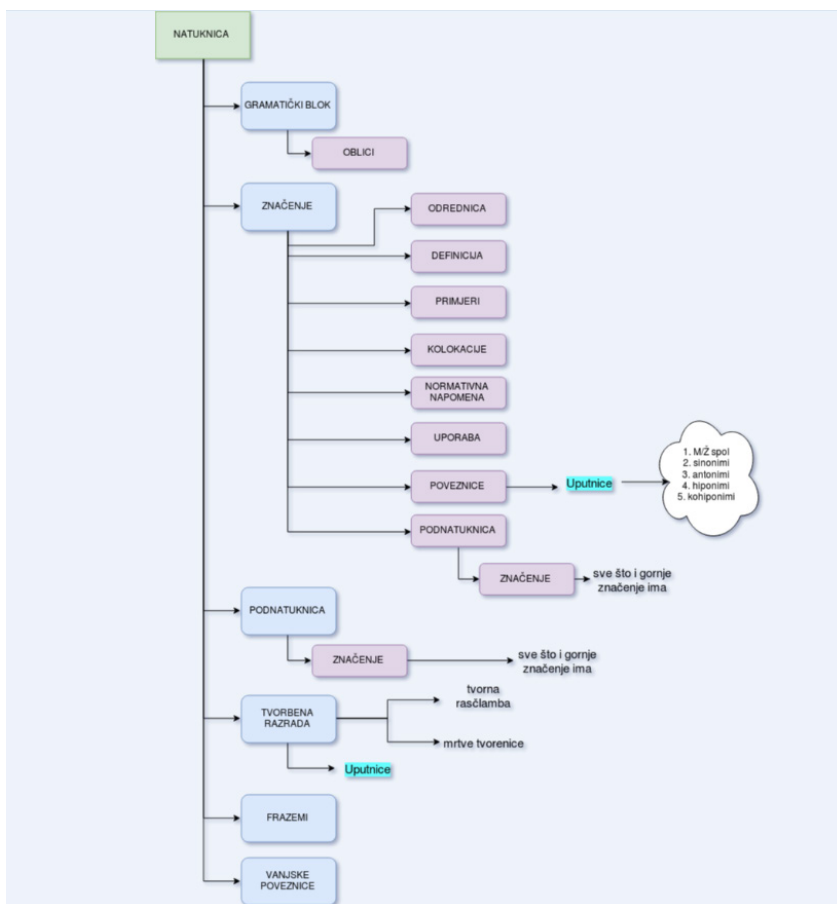 NATUKNICA
GRAMATIČKI BLOK
OBLICI
ZNAČENJE
ODREDNICA
DEFINICIJA
PRIMJERI
KOLOKACIJE
NORMATIVNA
NAPOMENA
UPORABA
POVEZNICE
Uputnice
1. M/Ž spol
2. sinonimi
3. antonimi
4. hiponimi
5. kohiponimi
PODNATUKNICA
ZNAČENJE
sve što i gornje
značenje ima
PODNATUKNICA
ZNAČENJE
sve što i gornje
značenje ima
TVORBENA
RAZRADA
tvorna
rasčlamba
mrtve tvorenice
Uputnice
FRAZEMI
VANJSKE
POVEZNICE